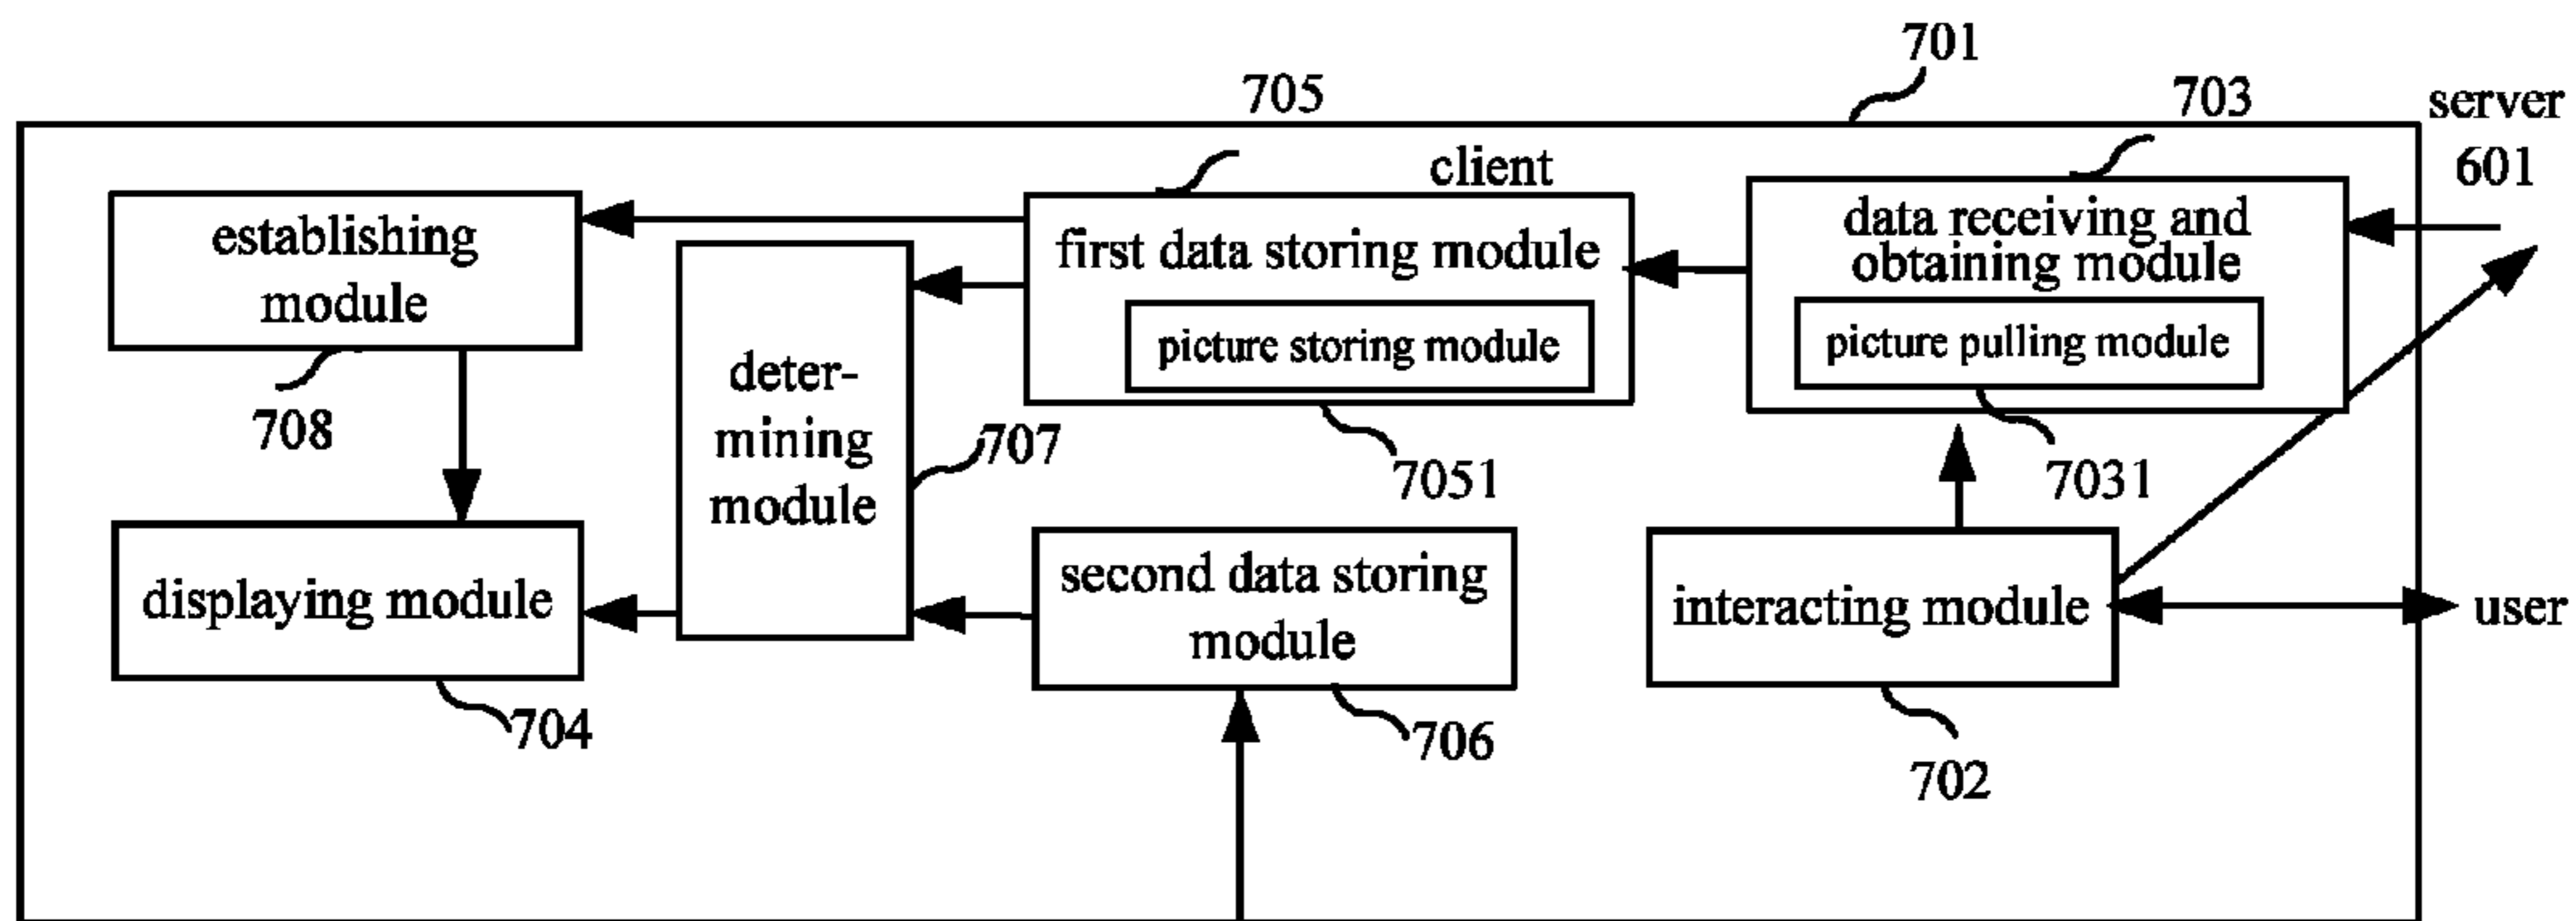 701
705
703
server
601
client
establishing
module
first data storing module
data receiving and
obtaining module
picture storing module
picture pulling module
deter-
mining
module
708
707
7051
7031
displaying module
second data storing
module
interacting module
user
704
706
702